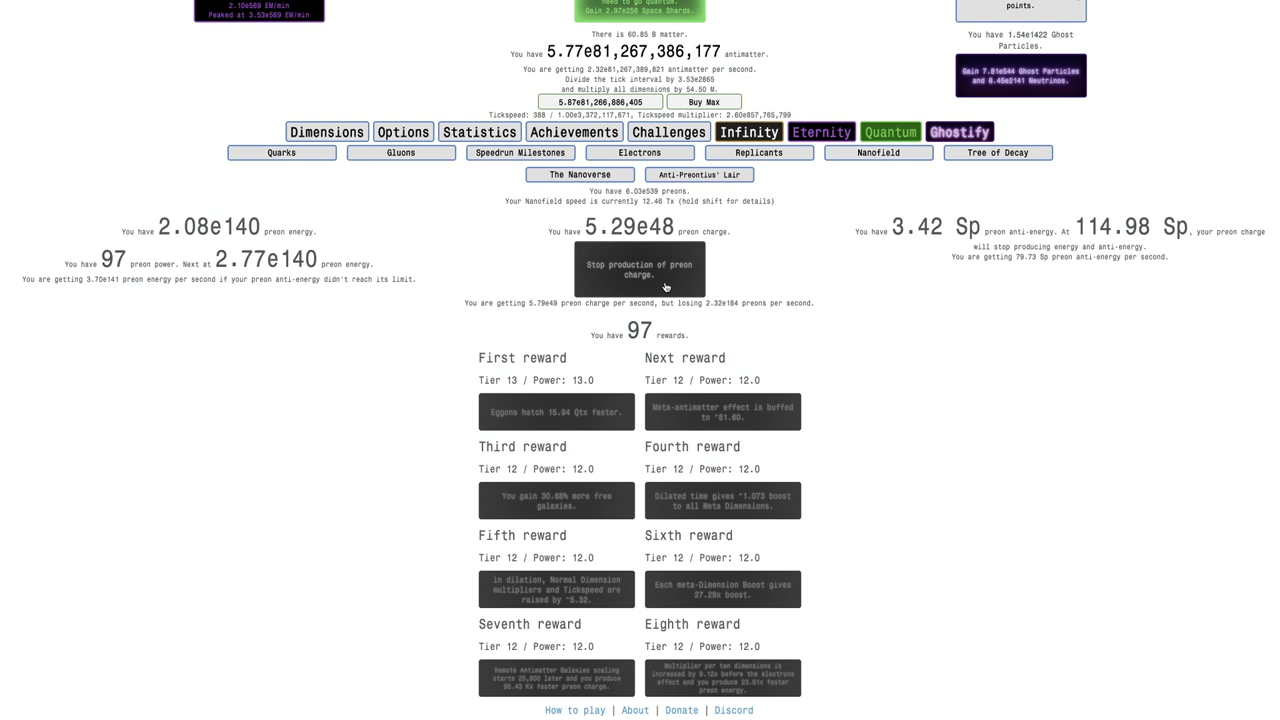 2.10e569 EM/min
Peaked at 3.53e569 EM/min
need to go quantum.
Gain 2.97e256 Space Shards.
points.
There is 60.85 B matter.
You have 5.77e81,267,386,177 antimatter.
You have 1.54e1422 Ghost
Particles.
You are getting 2.32e81,267,389,821 antimatter per second.
Divide the tick interval by 3.53e2865
and multiply all dimensions by 54.50 M.
Gain 7.81e544 Ghost Particles
and 8.45e2141 Neutrinos.
5.87e81,266,886,405
Buy Max
Tickspeed: 388 / 1.00e3,372,117,671, Tickspeed multiplier: 2.60e857,765,799
Dimensions Options Statistics Achievements Challenges Infinity Eternity Quantum Ghostify
Quarks Gluons Speedrun Milestones Electrons Replicants Nanofield Tree of Decay
The Nanoverse Anti-Preontius' Lair
You have 6.03e539 preons.
Your Nanofield speed is currently 12.46 Tx (hold shift for details)
You have 2.08e140 preon energy.
You have 97 preon power. Next at 2.77e140 preon energy.
You are getting 3.70e141 preon energy per second if your preon anti-energy didn't reach its limit.
You have 5.29e48 preon charge.
Stop production of preon
charge.
You are getting 5.79e49 preon charge per second, but losing 2.32e184 preons per second.
You have 3.42 Sp preon anti-energy. At 114.98 Sp, your preon charge
will stop producing energy and anti-energy.
You are getting 79.73 Sp preon anti-energy per second.
You have 97 rewards.
First reward
Tier 13 / Power: 13.0
Eggons hatch 15.94 Qtx faster.
Next reward
Tier 12 / Power: 12.0
Meta-antimatter effect is buffed
to ^81.60.
Third reward
Tier 12 / Power: 12.0
You gain 30.68% more free
galaxies.
Fourth reward
Tier 12 / Power: 12.0
Dilated time gives ^1.073 boost
to all Meta Dimensions.
Fifth reward
Tier 12 / Power: 12.0
in dilation, Normal Dimension
multipliers and Tickspeed are
raised by ^5.32.
Sixth reward
Tier 12 / Power: 12.0
Each meta-Dimension Boost gives
27.29x boost.
Seventh reward
Tier 12 / Power: 12.0
Remote Antimatter Galaxies scaling
starts 25,600 later and you produce
95.43 Kx faster preon charge.
Eighth reward
Tier 12 / Power: 12.0
Multiplier per ten dimensions is
increased by 9.12x before the electrons
effect and you produce 23.91x faster
preon energy.
How to play | About | Donate | Discord